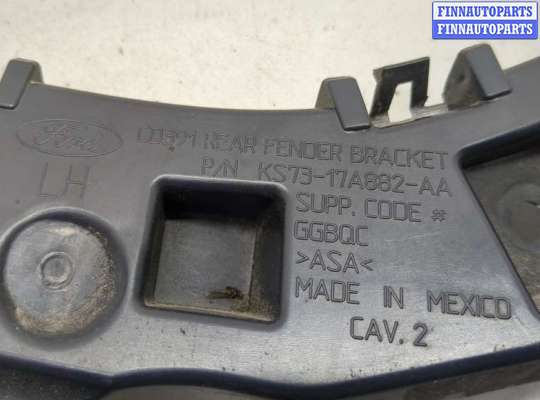 FINNAUTOPARTS
FINNAUTOPARTS
Ford
CD391 REAR FENDER BRACKET
P/N KS73-17A882-AA
LH
SUPP. CODE #
GGBQC
>ASA<
MADE IN MEXICO
CAV. 2